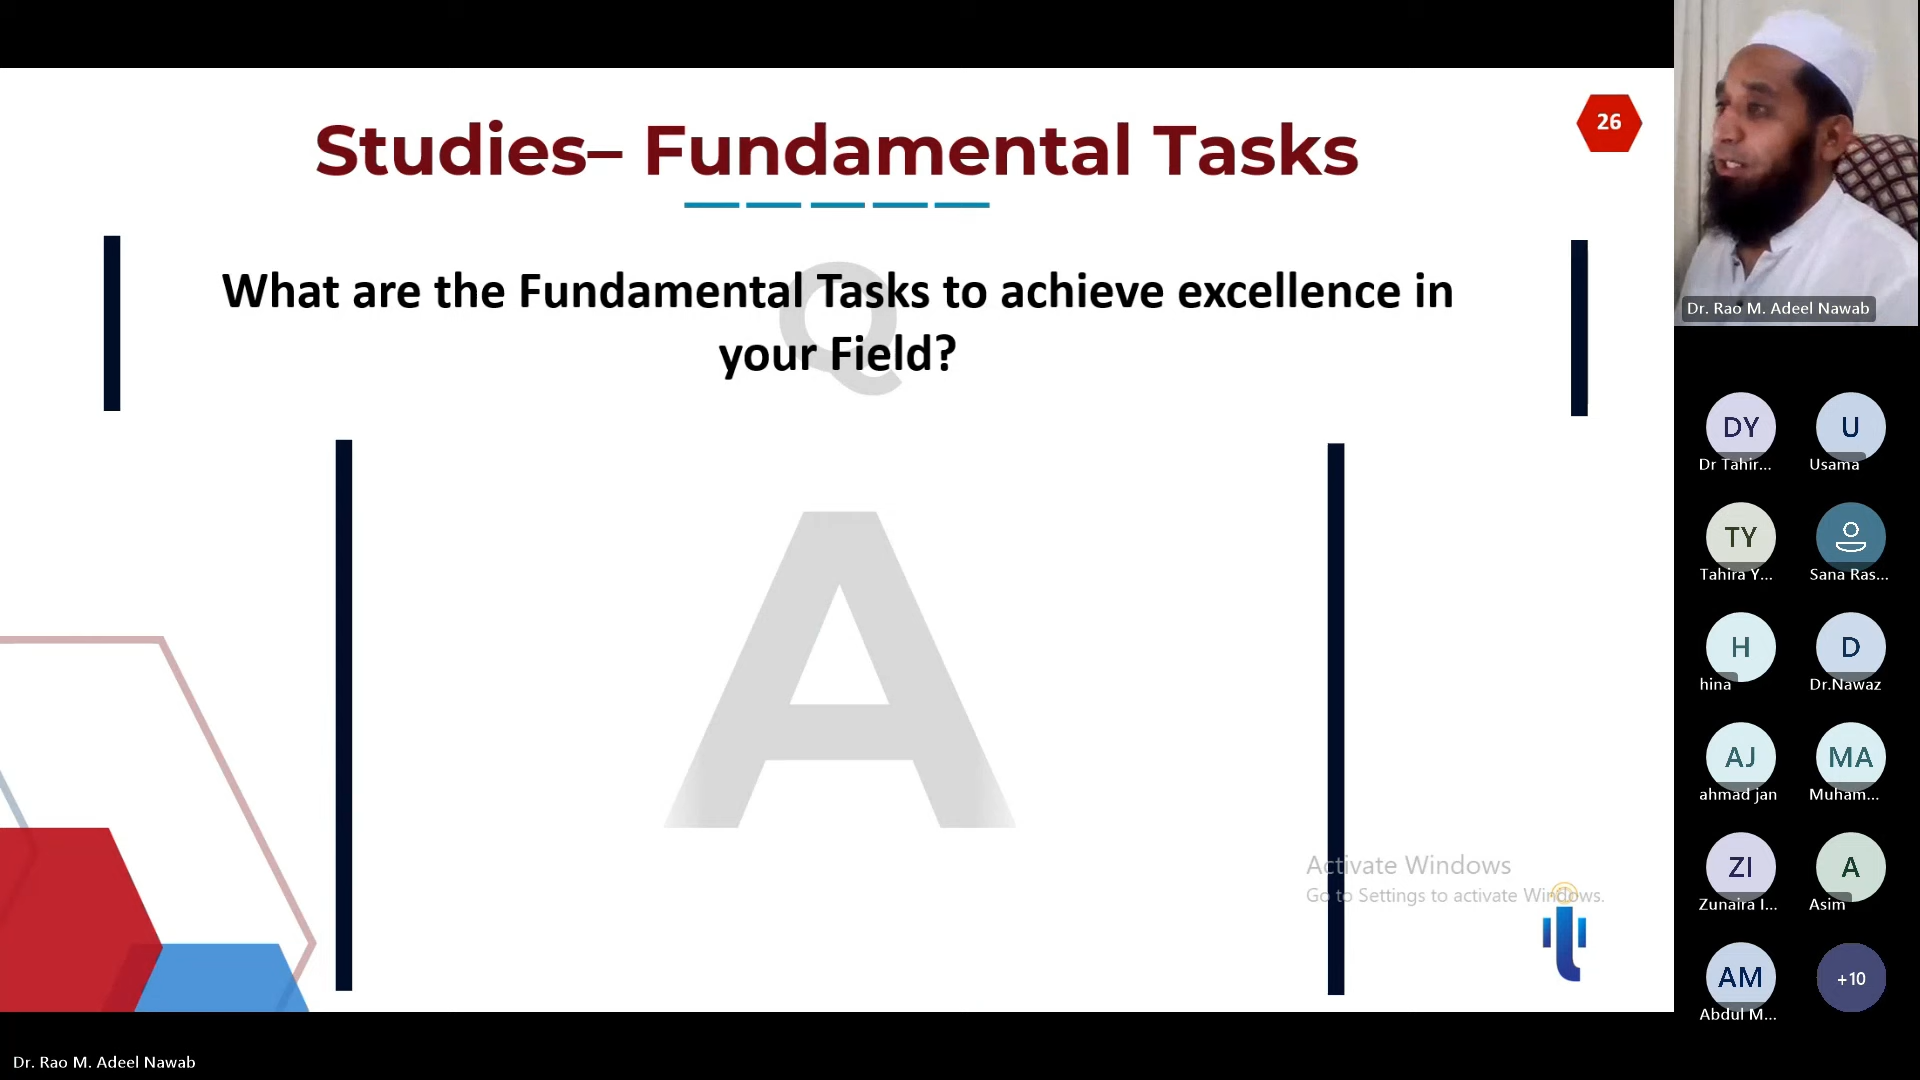 Studies– Fundamental Tasks
26
Q
What are the Fundamental Tasks to achieve excellence in
your Field?
A
Activate Windows
Go to Settings to activate Windows.
Dr. Rao M. Adeel Nawab
DY
Dr Tahir...
U
Usama
TY
Tahira Y...
Sana Ras...
H
hina
D
Dr.Nawaz
AJ
ahmad jan
MA
Muham...
ZI
Zunaira I...
A
Asim
AM
Abdul M...
+10
Dr. Rao M. Adeel Nawab